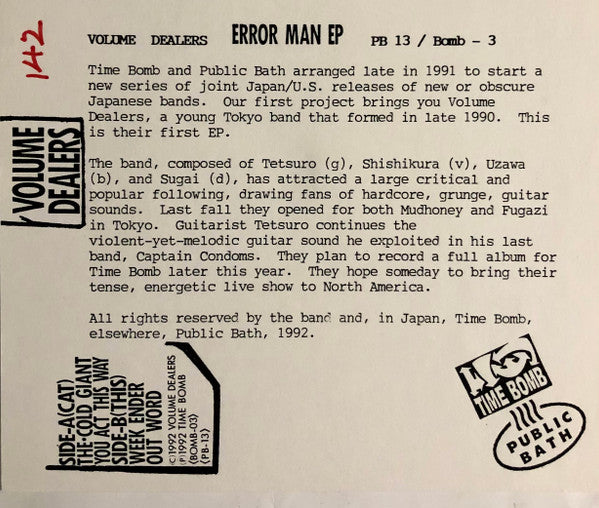 142
VOLUME DEALERS ERROR MAN EP PB 13 / Bomb - 3
Time Bomb and Public Bath arranged late in 1991 to start a
new series of joint Japan/U.S. releases of new or obscure
Japanese bands. Our first project brings you Volume
Dealers, a young Tokyo band that formed in late 1990. This
is their first EP.
The band, composed of Tetsuro (g), Shishikura (v), Uzawa
(b), and Sugai (d), has attracted a large critical and
popular following, drawing fans of hardcore, grunge, guitar
sounds. Last fall they opened for both Mudhoney and Fugazi
in Tokyo. Guitarist Tetsuro continues the
violent-yet-melodic guitar sound he exploited in his last
band, Captain Condoms. They plan to record a full album for
Time Bomb later this year. They hope someday to bring their
tense, energetic live show to North America.
All rights reserved by the band and, in Japan, Time Bomb,
elsewhere, Public Bath, 1992.
VOLUME
DEALERS
SIDE-A(CAT)
THE COLD GIANT
YOU ACT THIS WAY
SIDE-B(THIS)
WEEK ENDER
OUT WORD
©1992 VOLUME DEALERS
℗1992 TIME BOMB
(BOMB-03)
(PB-13)
TIME BOMB
PUBLIC
BATH